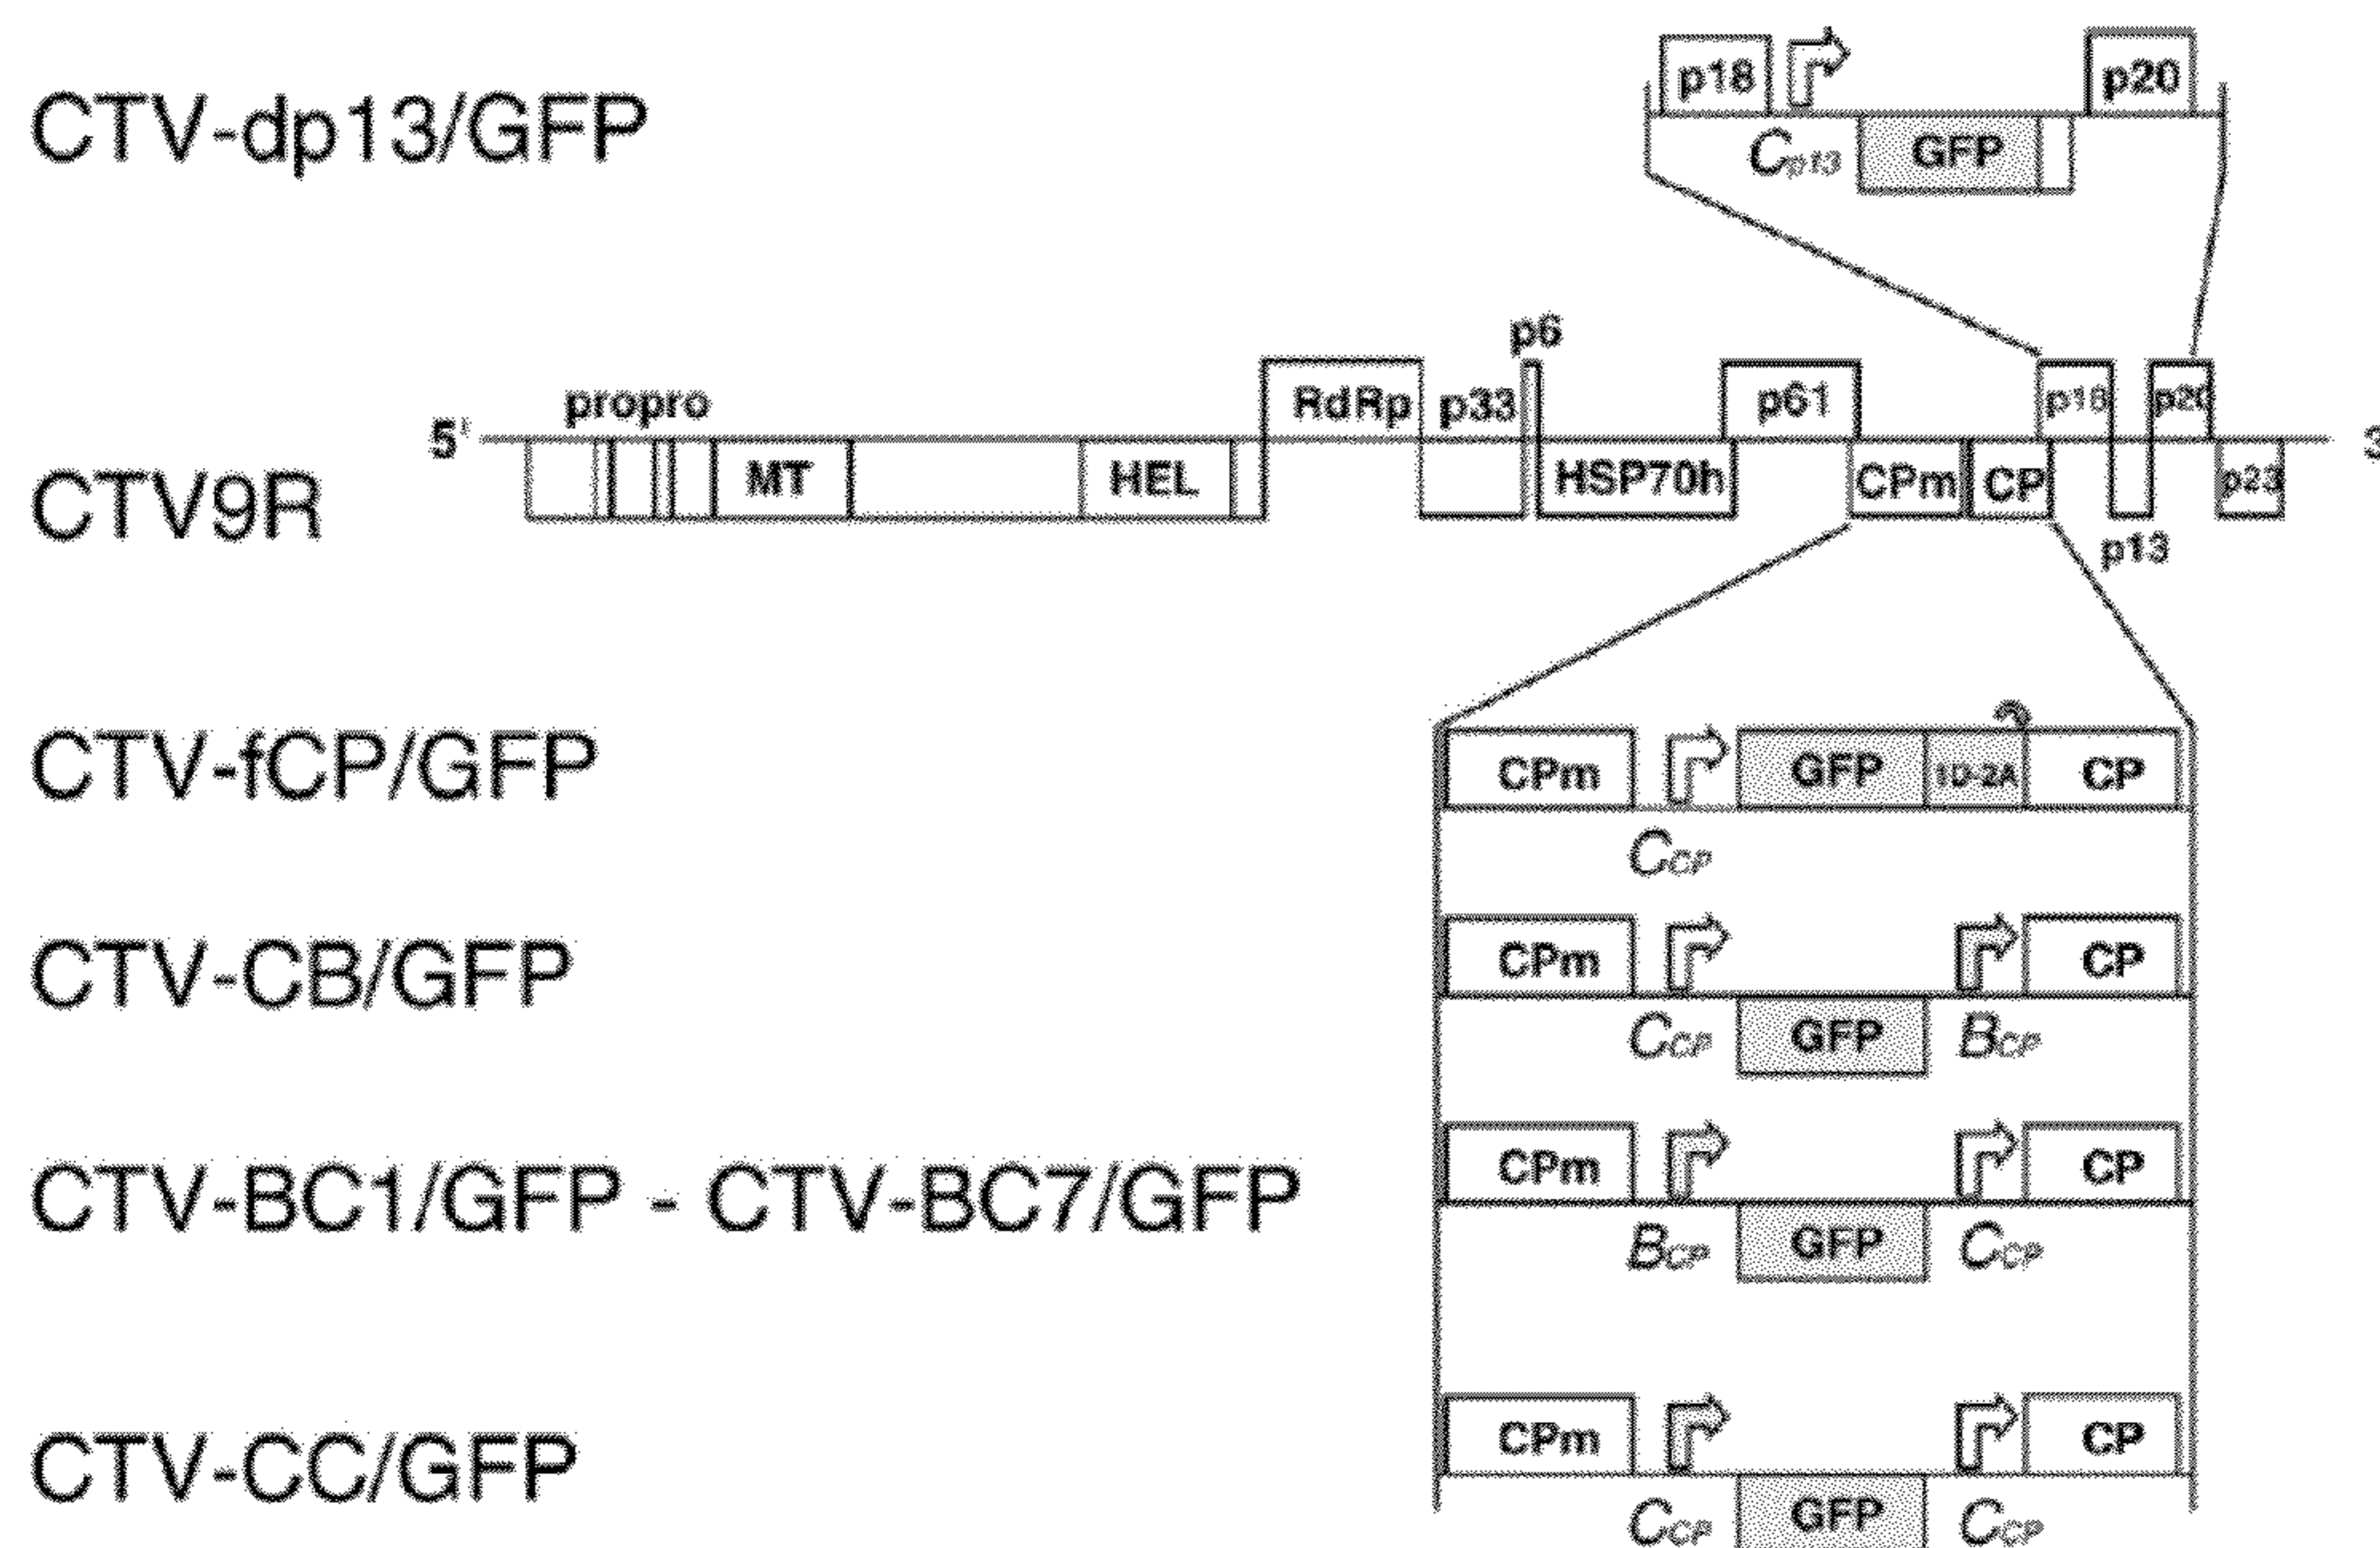 p18 p20
CTV-dp13/GFP
Cp13 GFP
p6
propro RdRp p33 p61 p18 p20
5'
CTV9R MT HEL HSP70h CPm CP p23
p13
CTV-fCP/GFP CPm GFP 1D-2A CP
CCP
CTV-CB/GFP CPm CP
CCP GFP BCP
CTV-BC1/GFP - CTV-BC7/GFP CPm CP
BCP GFP CCP
CTV-CC/GFP CPm CP
CCP GFP CCP